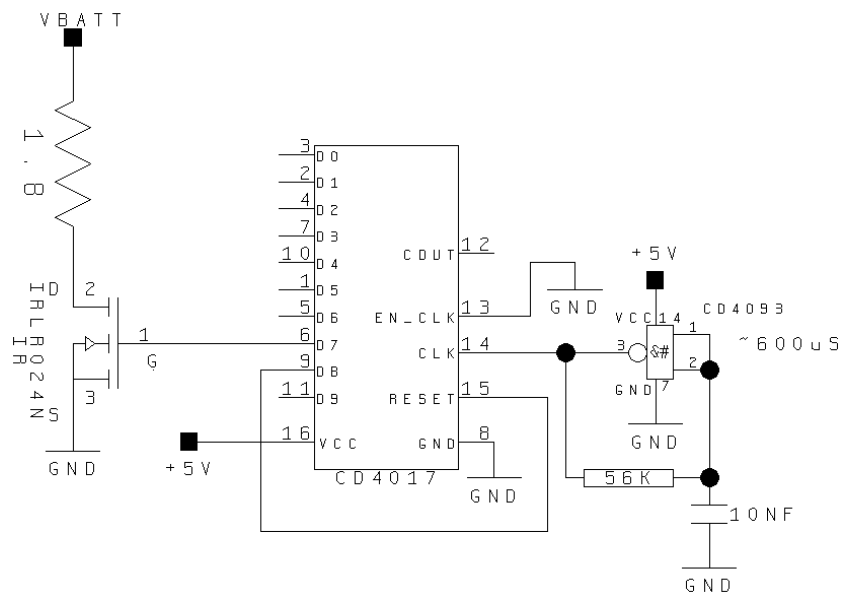 VBATT
1.8
D 2
IRLR024N
IR
1
G
3
S
GND
+5V
3 D0
2 D1
4 D2
7 D3
10 D4
1 D5
5 D6
6 D7
9 D8
11 D9
16 VCC
COUT 12
EN_CLK 13
CLK 14
RESET 15
GND 8
CD4017
GND
GND
+5V
VCC 14
CD4093
1
~600uS
3
&#
2
GND 7
GND
56K
10NF
GND